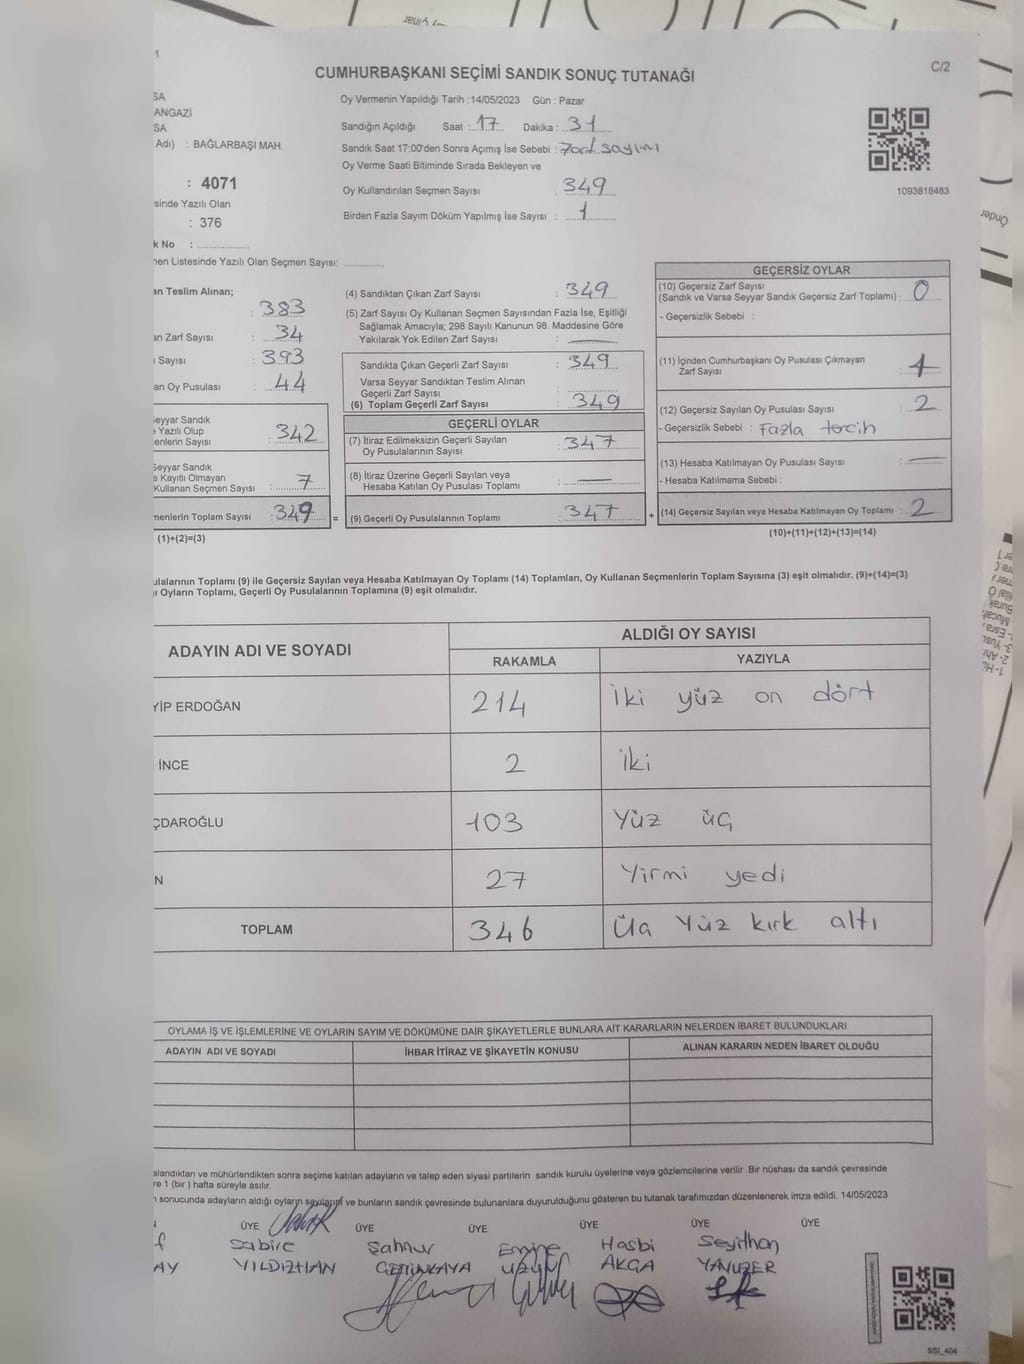 CUMHURBAŞKANI SEÇİMİ SANDIK SONUÇ TUTANAĞI
C/2
1
SA
ANGAZİ
SA
Adı) : BAĞLARBAŞI MAH.
: 4071
sinde Yazılı Olan
: 376
k No : ................
men Listesinde Yazılı Olan Seçmen Sayısı: ..............
Oy Vermenin Yapıldığı Tarih :14/05/2023 Gün : Pazar
Sandığın Açıldığı Saat : 17 Dakika : 31
Sandık Saat 17:00'den Sonra Açımış İse Sebebi : Zarf sayımı
Oy Verme Saati Bitiminde Sırada Bekleyen ve
Oy Kullandırılan Seçmen Sayısı : 349
Birden Fazla Sayım Döküm Yapılmış İse Sayısı : 1
1093818483
an Teslim Alınan;
: 383
an Zarf Sayısı : 34
ı Sayısı : 393
an Oy Pusulası : 44
Seyyar Sandık
Yazılı Olup
enlerin Sayısı : 342
Seyyar Sandık
e Kayıtlı Olmayan
Kullanan Seçmen Sayısı : 7
menlerin Toplam Sayısı : 349 =
(1)+(2)=(3)
(4) Sandıktan Çıkan Zarf Sayısı : 349
(5) Zarf Sayısı Oy Kullanan Seçmen Sayısından Fazla İse, Eşitliği
Sağlamak Amacıyla; 298 Sayılı Kanunun 98. Maddesine Göre
Yakılarak Yok Edilen Zarf Sayısı : —
Sandıkta Çıkan Geçerli Zarf Sayısı : 349
Varsa Seyyar Sandıktan Teslim Alınan
Geçerli Zarf Sayısı :
(6) Toplam Geçerli Zarf Sayısı : 349
GEÇERLİ OYLAR
(7) İtiraz Edilmeksizin Geçerli Sayılan
Oy Pusulalarının Sayısı : 347
(8) İtiraz Üzerine Geçerli Sayılan veya
Hesaba Katılan Oy Pusulası Toplamı : —
(9) Geçerli Oy Pusulalarının Toplamı : 347 +
GEÇERSİZ OYLAR
(10) Geçersiz Zarf Sayısı
(Sandık ve Varsa Seyyar Sandık Geçersiz Zarf Toplamı) : 0
- Geçersizlik Sebebi :
(11) İçinden Cumhurbaşkanı Oy Pusulası Çıkmayan
Zarf Sayısı : 1
(12) Geçersiz Sayılan Oy Pusulası Sayısı : 2
- Geçersizlik Sebebi : Fazla tercih
(13) Hesaba Katılmayan Oy Pusulası Sayısı : —
- Hesaba Katılmama Sebebi :
(14) Geçersiz Sayılan veya Hesaba Katılmayan Oy Toplamı : 2
(10)+(11)+(12)+(13)=(14)
ulalarının Toplamı (9) ile Geçersiz Sayılan veya Hesaba Katılmayan Oy Toplamı (14) Toplamları, Oy Kullanan Seçmenlerin Toplam Sayısına (3) eşit olmalıdır. (9)+(14)=(3)
ı Oyların Toplamı, Geçerli Oy Pusulalarının Toplamına (9) eşit olmalıdır.
ADAYIN ADI VE SOYADI
ALDIĞI OY SAYISI
RAKAMLA YAZIYLA
YİP ERDOĞAN 214 İki yüz on dört
İNCE 2 İki
ÇDAROĞLU 103 Yüz üç
N 27 Yirmi yedi
TOPLAM 346 Üç Yüz kırk altı
OYLAMA İŞ VE İŞLEMLERİNE VE OYLARIN SAYIM VE DÖKÜMÜNE DAİR ŞİKAYETLERLE BUNLARA AİT KARARLARIN NELERDEN İBARET BULUNDUKLARI
ADAYIN ADI VE SOYADI İHBAR İTİRAZ VE ŞİKAYETİN KONUSU ALINAN KARARIN NEDEN İBARET OLDUĞU
alandıktan ve mühürlendikten sonra seçime katılan adayların ve talep eden siyasi partilerin sandık kurulu üyelerine veya gözlemcilerine verilir .Bir nüshası da sandık çevresinde
re 1 (bir ) hafta süreyle asılır.
n sonucunda adayların aldığı oyların sayılarını ve bunların sandık çevresinde bulunanlara duyurulduğunu gösteren bu tutanak tarafımızdan düzenlenerek imza edildi. 14/05/2023
ÜYE ÜYE ÜYE ÜYE ÜYE ÜYE
Sabire Şahnur Emine Hasbi Seyithan
AY YILDIZHAN ÇETİNKAYA AKÇA YAVUZER
SSI_404
Önder